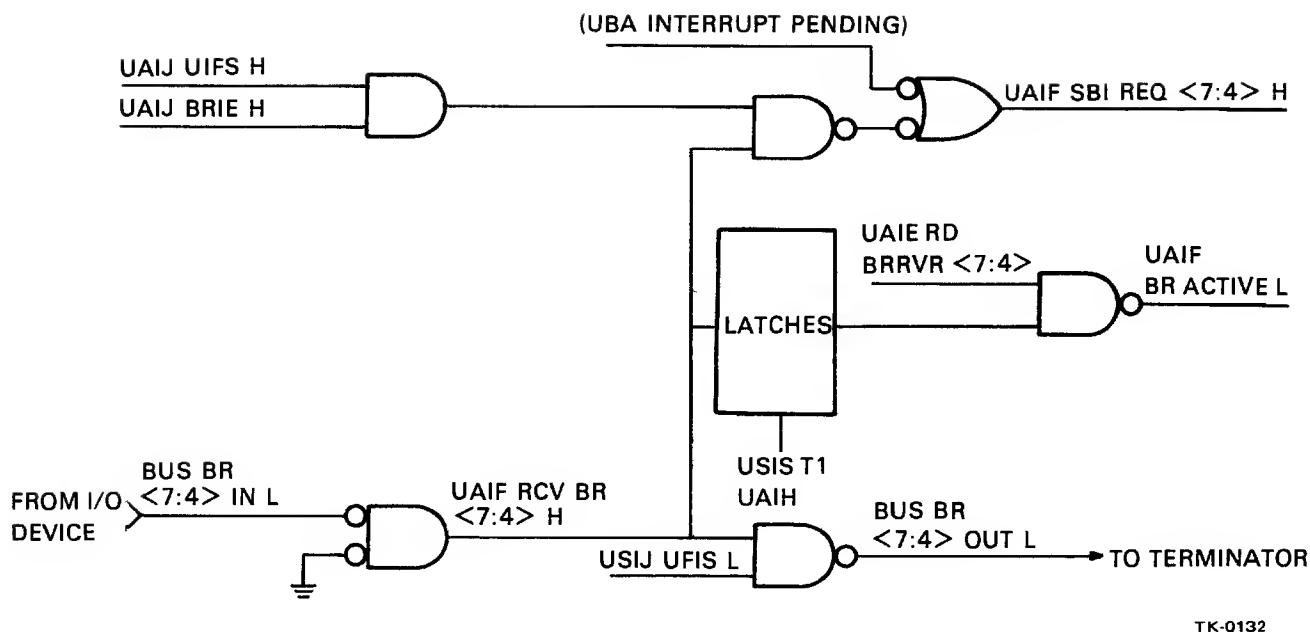 (UBA INTERRUPT PENDING)
UAIJ UIFS H
UAIJ BRIE H
UAIF SBI REQ <7:4> H
UAIE RD
BRRVR <7:4>
UAIF
BR ACTIVE L
LATCHES
USIS T1
UAIH
FROM I/O
DEVICE
BUS BR
<7:4> IN L
UAIF RCV BR
<7:4> H
USIJ UFIS L
BUS BR
<7:4> OUT L
TO TERMINATOR
TK-0132